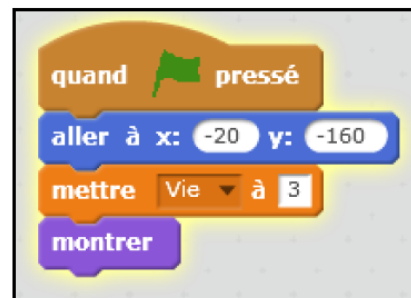 quand pressé
aller à x: -20 y: -160
mettre Vie à 3
montrer